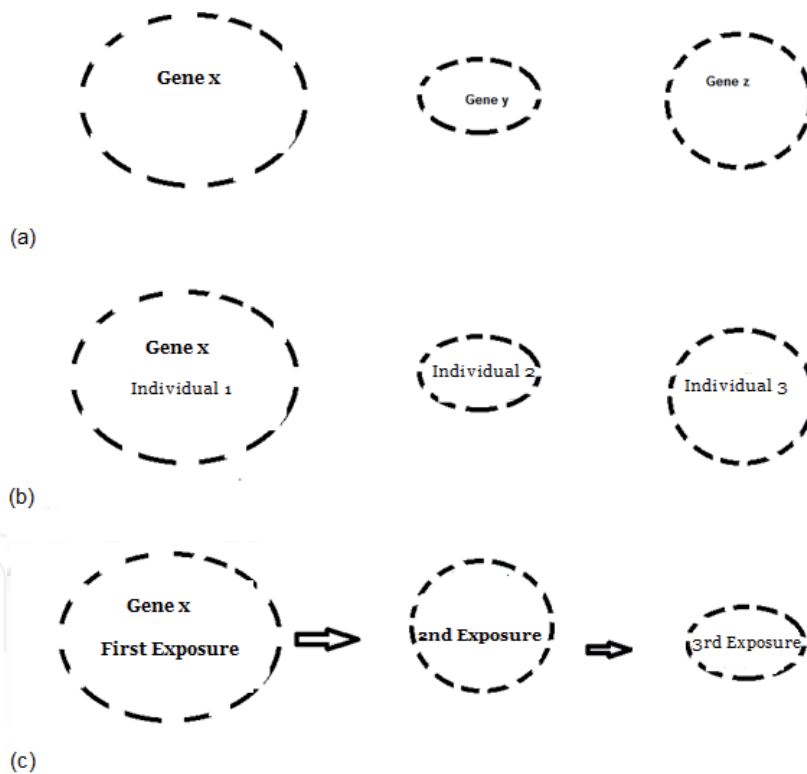 Gene x
Gene y
Gene z
(a)
Gene x
Individual 1
Individual 2
Individual 3
(b)
Gene x
First Exposure
2nd Exposure
3rd Exposure
(c)